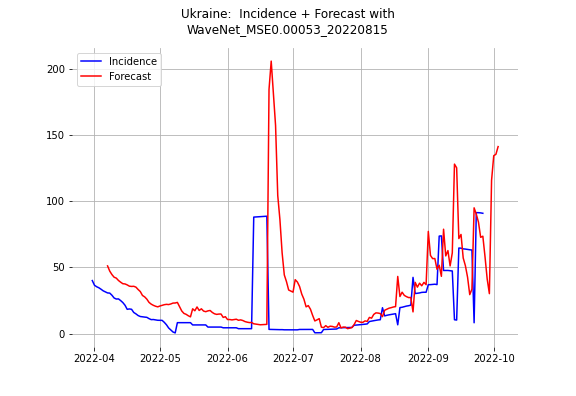 Ukraine:  Incidence + Forecast with
WaveNet_MSE0.00053_20220815
Incidence
Forecast
200
150
100
50
0
2022-04 2022-05 2022-06 2022-07 2022-08 2022-09 2022-10